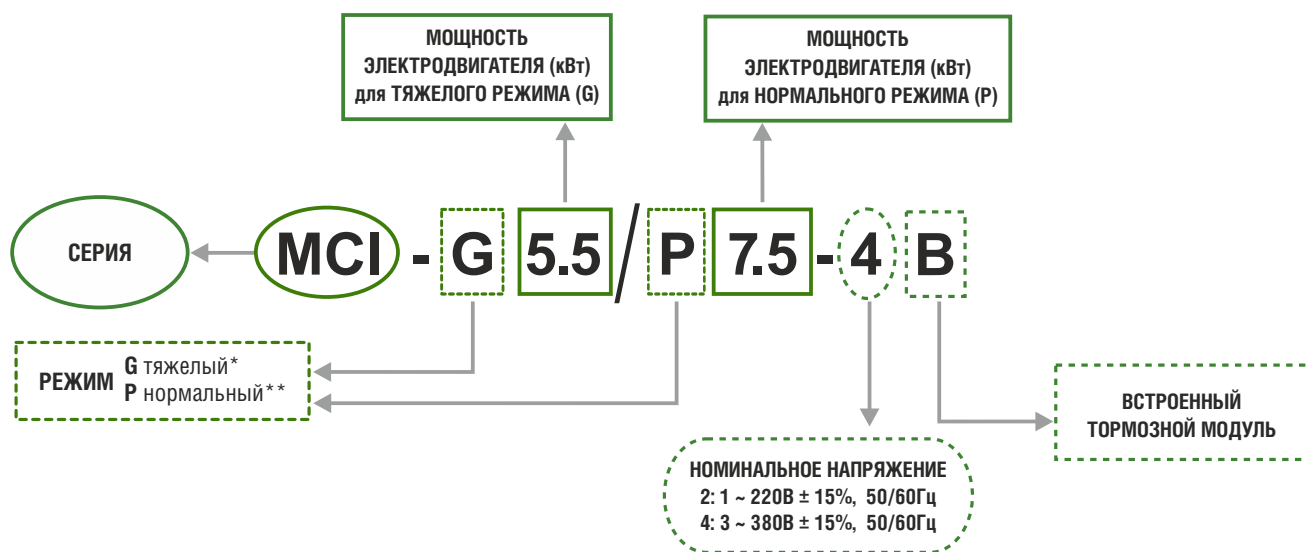 МОЩНОСТЬ
ЭЛЕКТРОДВИГАТЕЛЯ (кВт)
для ТЯЖЕЛОГО РЕЖИМА (G)
МОЩНОСТЬ
ЭЛЕКТРОДВИГАТЕЛЯ (кВт)
для НОРМАЛЬНОГО РЕЖИМА (P)
СЕРИЯ
MCI - G 5.5 / P 7.5 - 4 B
РЕЖИМ
G тяжелый*
P нормальный**
ВСТРОЕННЫЙ
ТОРМОЗНОЙ МОДУЛЬ
НОМИНАЛЬНОЕ НАПРЯЖЕНИЕ
2: 1 ~ 220В ± 15%, 50/60Гц
4: 3 ~ 380В ± 15%, 50/60Гц